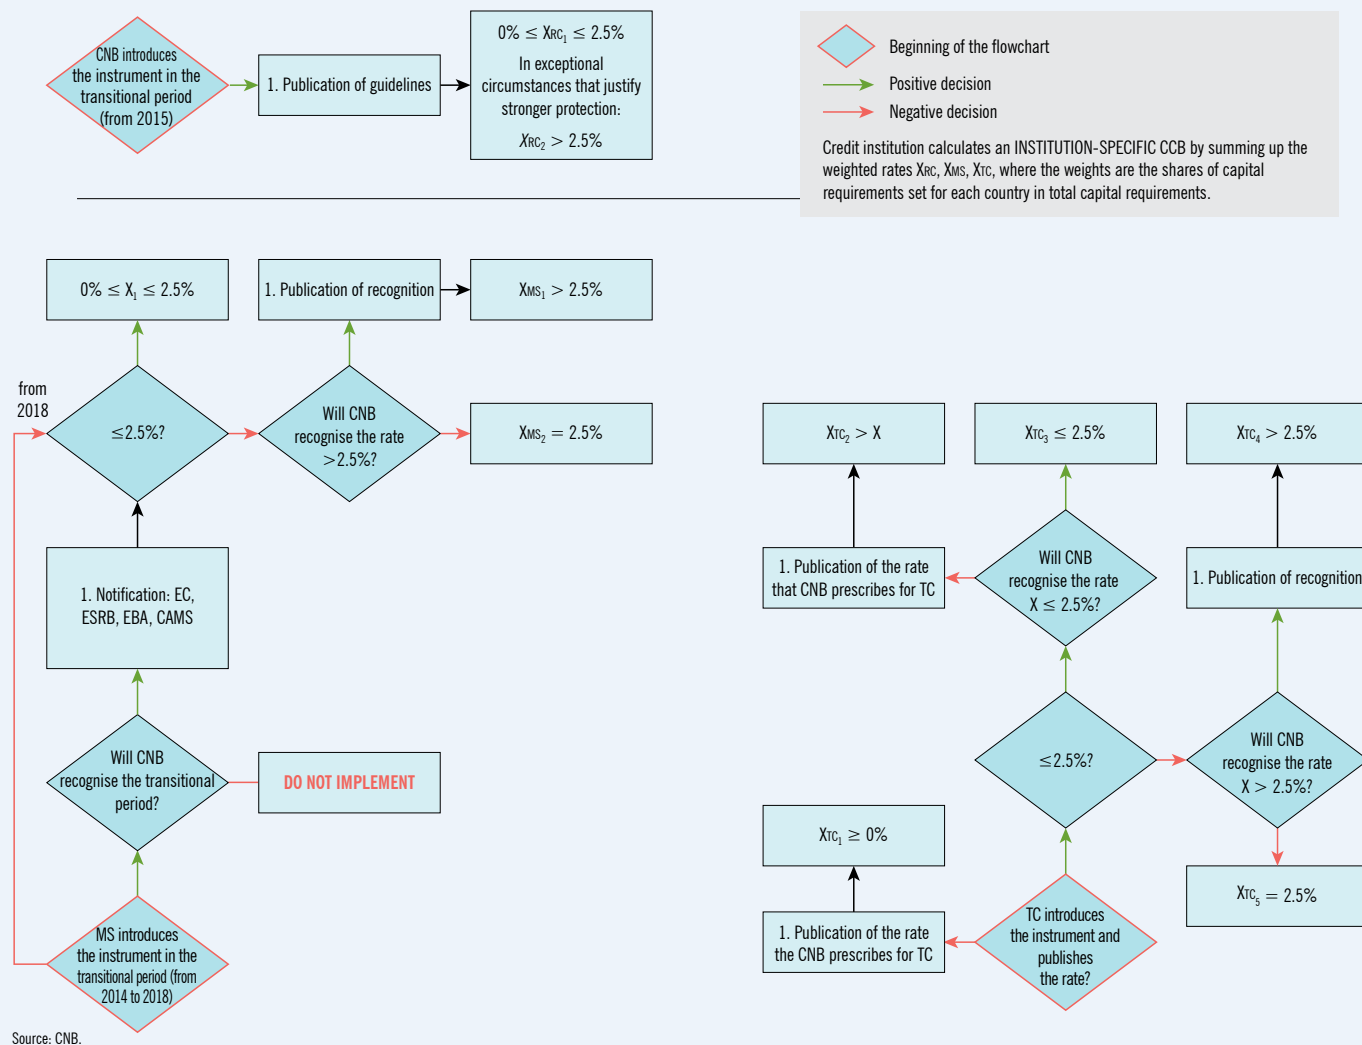 CNB introduces
the instrument in the
transitional period
(from 2015)
1. Publication of guidelines
0% ≤ XRC1 ≤ 2.5%
In exceptional
circumstances that justify
stronger protection:
XRC2 > 2.5%
Beginning of the flowchart
Positive decision
Negative decision
Credit institution calculates an INSTITUTION-SPECIFIC CCB by summing up the
weighted rates XRC, XMS, XTC, where the weights are the shares of capital
requirements set for each country in total capital requirements.
0% ≤ X1 ≤ 2.5%
1. Publication of recognition
XMS1 > 2.5%
from
2018
≤2.5%?
Will CNB
recognise the rate
>2.5%?
XMS2 = 2.5%
1. Notification: EC,
ESRB, EBA, CAMS
Will CNB
recognise the transitional
period?
DO NOT IMPLEMENT
MS introduces
the instrument in the
transitional period (from
2014 to 2018)
XTC2 > X
XTC3 ≤ 2.5%
XTC4 > 2.5%
1. Publication of the rate
that CNB prescribes for TC
Will CNB
recognise the rate
X ≤ 2.5%?
1. Publication of recognition
≤2.5%?
Will CNB
recognise the rate
X > 2.5%?
XTC1 ≥ 0%
XTC5 = 2.5%
1. Publication of the rate
the CNB prescribes for TC
TC introduces
the instrument and
publishes
the rate?
Source: CNB.